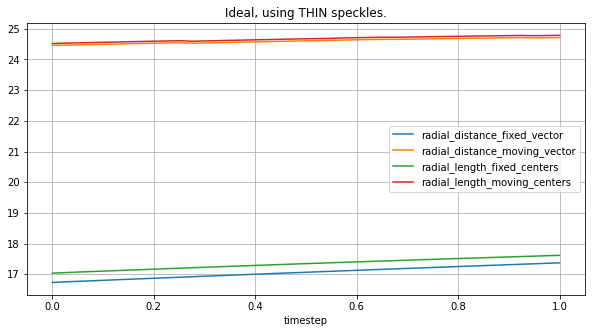 Ideal, using THIN speckles.
25
24
23
22
21
20
19
18
17
radial_distance_fixed_vector
radial_distance_moving_vector
radial_length_fixed_centers
radial_length_moving_centers
0.0 0.2 0.4 0.6 0.8 1.0
timestep